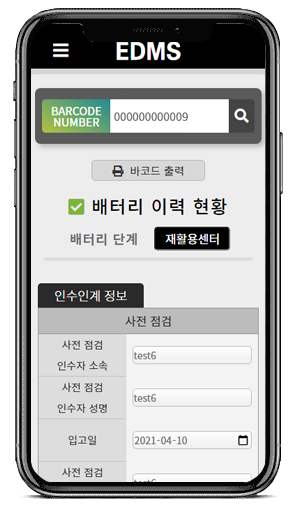 EDMS
BARCODE
NUMBER
000000000009
바코드 출력
배터리 이력 현황
배터리 단계
재활용센터
인수인계 정보
사전 점검
사전 점검
인수자 소속
test6
사전 점검
인수자 성명
test6
입고일
2021-04-10
사전 점검
test6